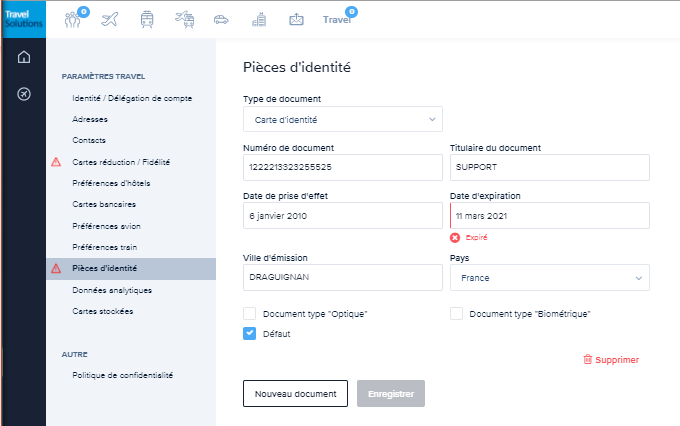 Travel
Solutions
0
Travel
0
PARAMÈTRES TRAVEL
Identité / Délégation de compte
Adresses
Contacts
Cartes réduction / Fidélité
Préférences d'hôtels
Cartes bancaires
Préférences avion
Préférences train
Pièces d'identité
Données analytiques
Cartes stockées
AUTRE
Politique de confidentialité
Pièces d'identité
Type de document
Carte d'identité
Numéro de document
Titulaire du document
1222213323255525
SUPPORT
Date de prise d'effet
Date d'expiration
6 janvier 2010
11 mars 2021
Expiré
Ville d'émission
Pays
DRAGUIGNAN
France
Document type "Optique"
Document type "Biométrique"
Défaut
Supprimer
Nouveau document
Enregistrer